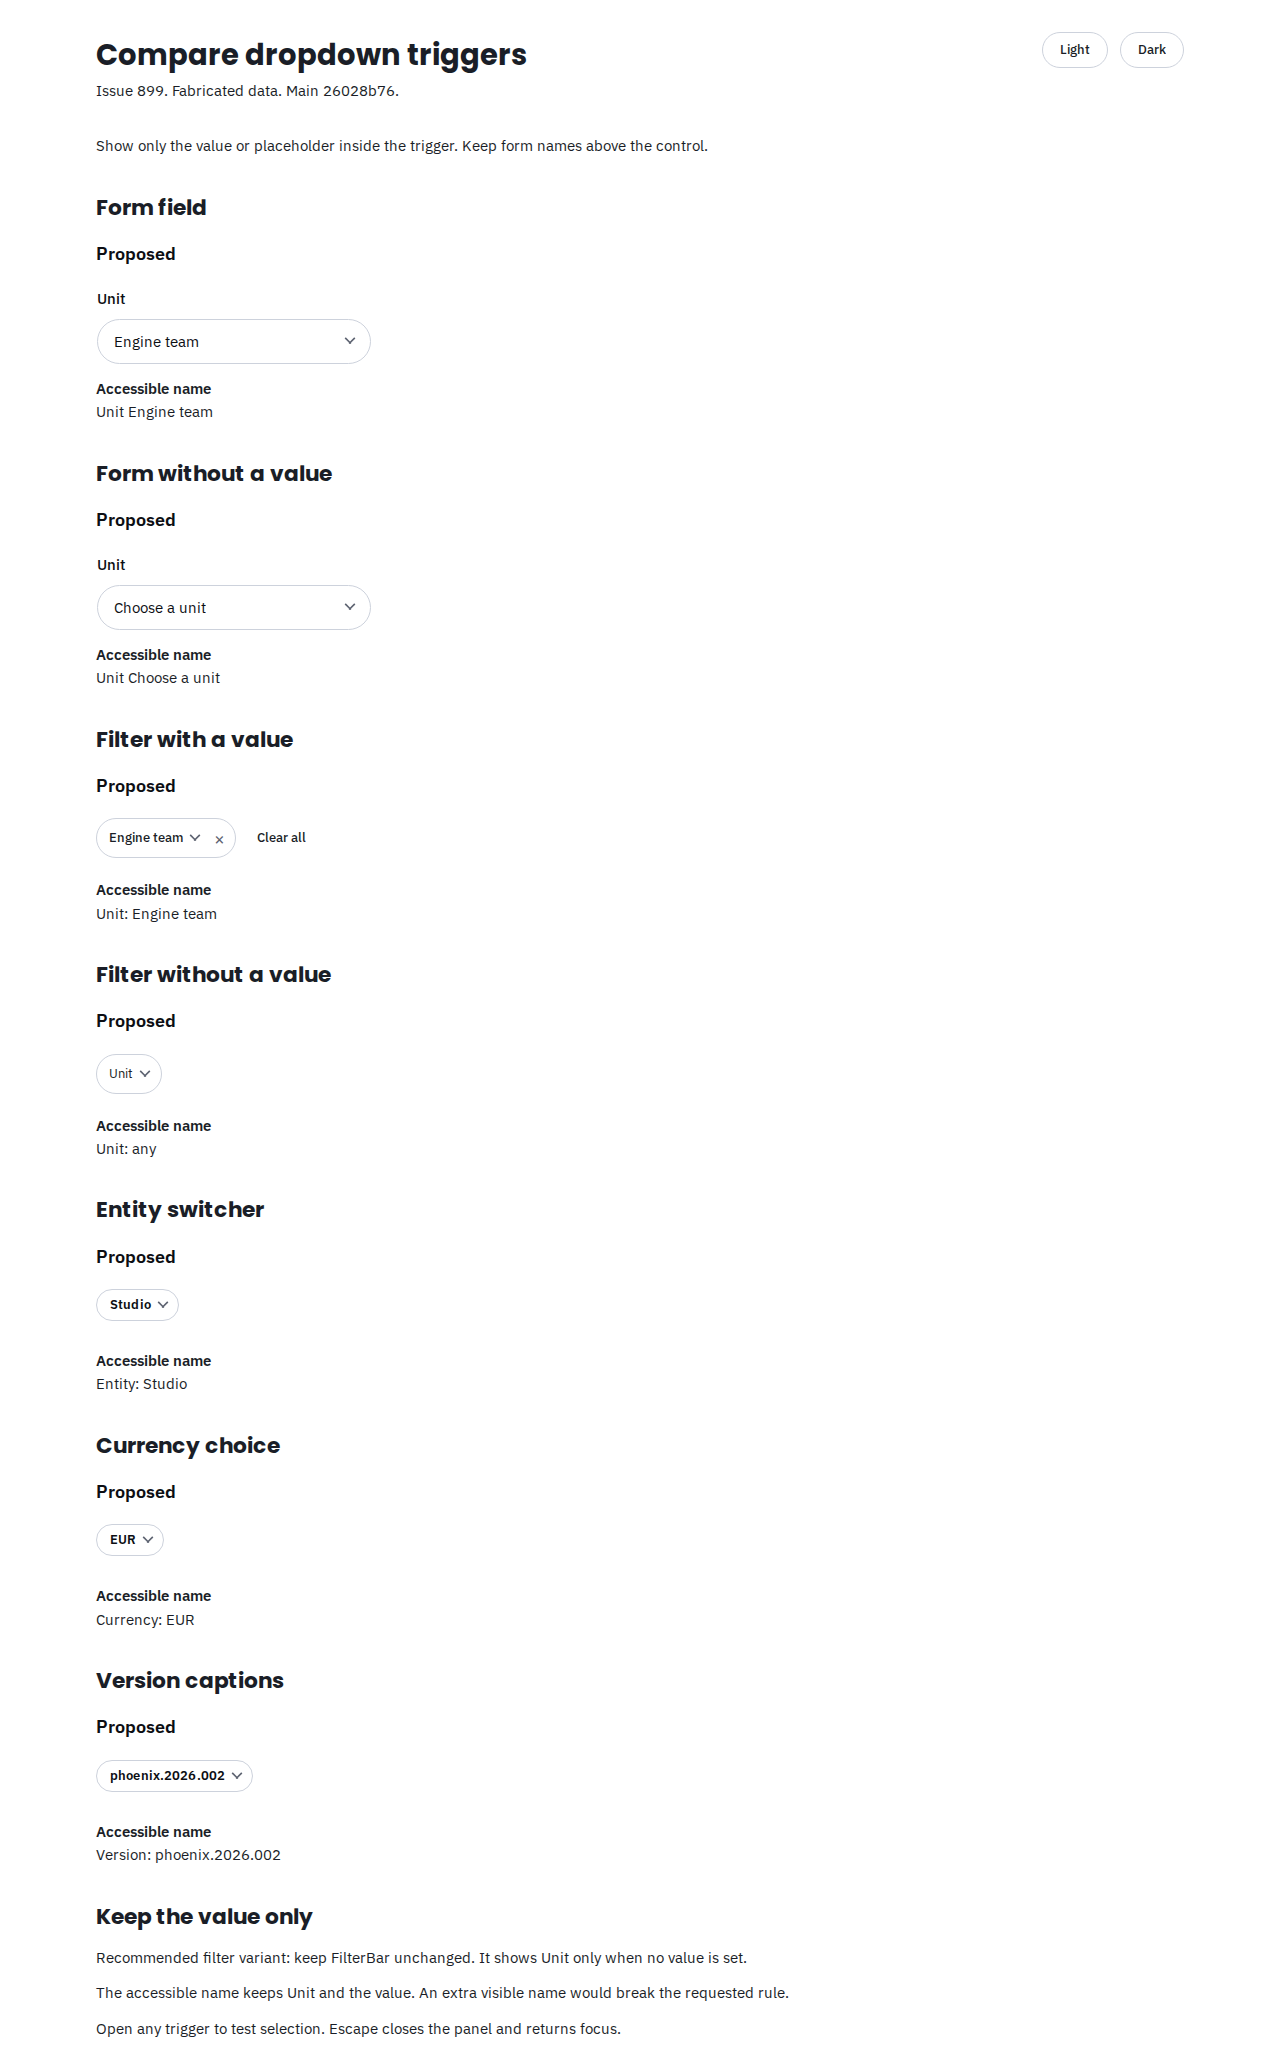 Compare dropdown triggers
Light
Dark
Issue 899. Fabricated data. Main 26028b76.
Show only the value or placeholder inside the trigger. Keep form names above the control.
Form field
Proposed
Unit
Engine team
Accessible name
Unit Engine team
Form without a value
Proposed
Unit
Choose a unit
Accessible name
Unit Choose a unit
Filter with a value
Proposed
Engine team × Clear all
Accessible name
Unit: Engine team
Filter without a value
Proposed
Unit
Accessible name
Unit: any
Entity switcher
Proposed
Studio
Accessible name
Entity: Studio
Currency choice
Proposed
EUR
Accessible name
Currency: EUR
Version captions
Proposed
phoenix.2026.002
Accessible name
Version: phoenix.2026.002
Keep the value only
Recommended filter variant: keep FilterBar unchanged. It shows Unit only when no value is set.
The accessible name keeps Unit and the value. An extra visible name would break the requested rule.
Open any trigger to test selection. Escape closes the panel and returns focus.